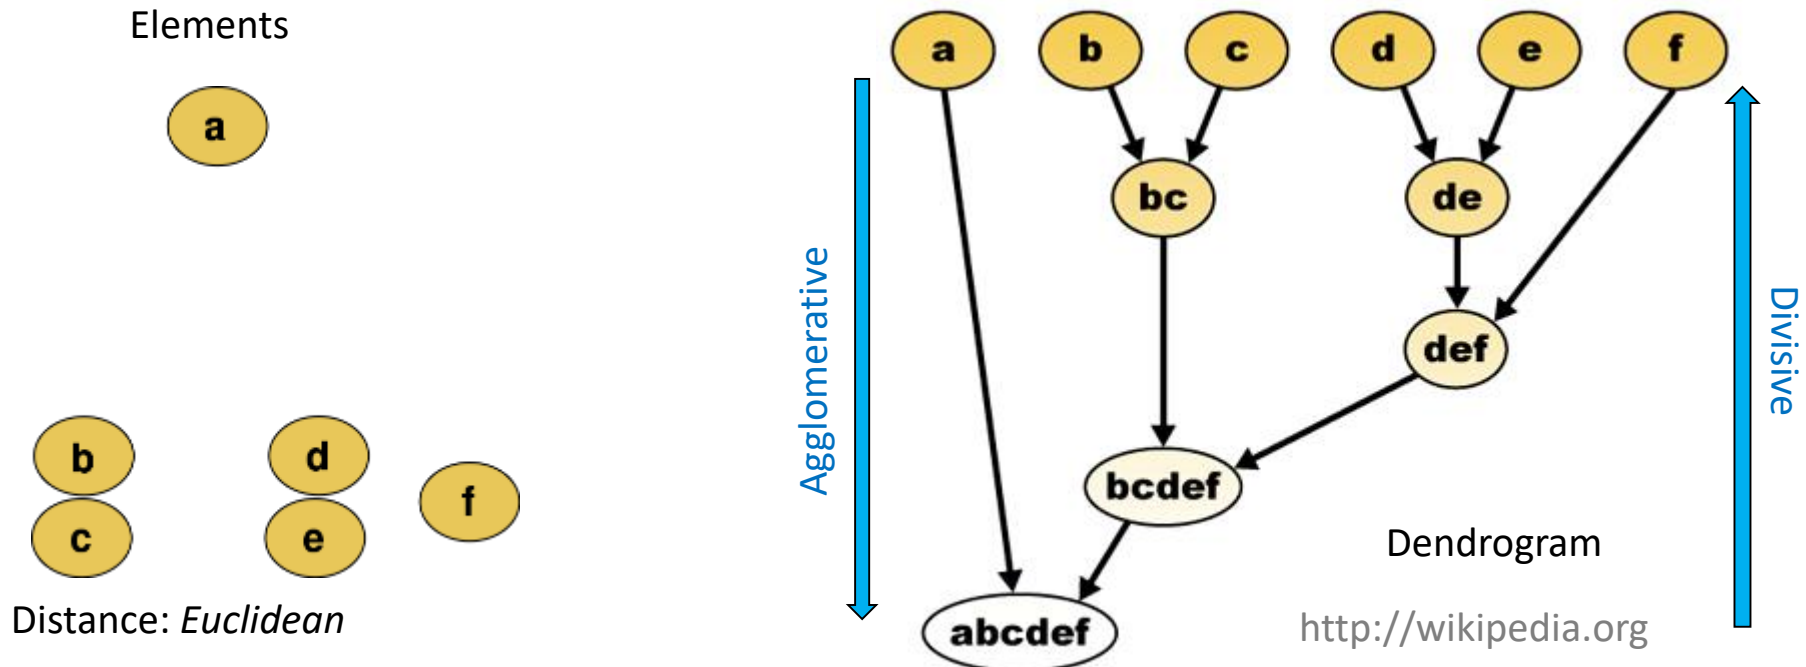 Elements
a
b
d
f
c
e
Distance: Euclidean
a b c d e f
bc de
def
bcdef
abcdef
Agglomerative
Divisive
Dendrogram
http://wikipedia.org